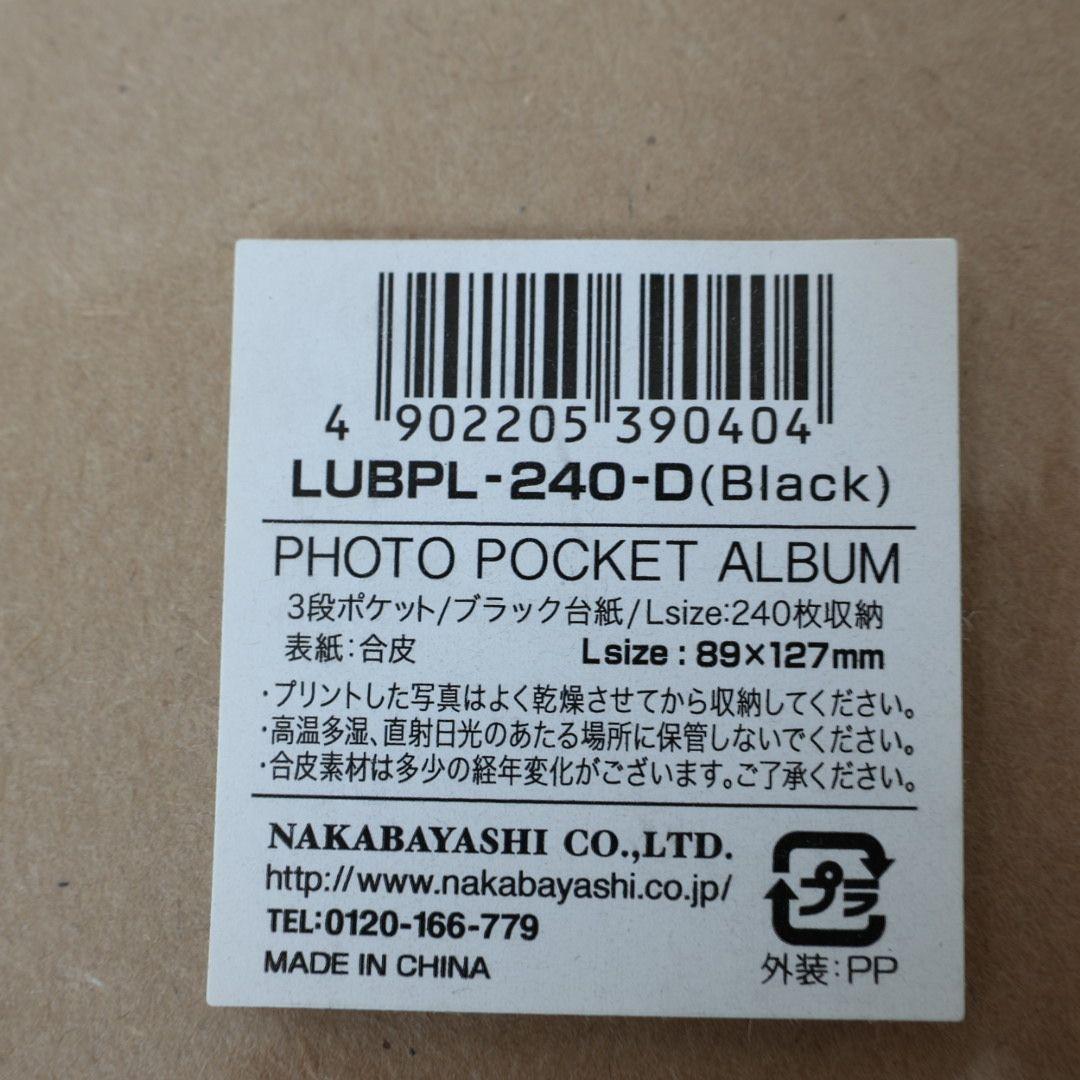 4 902205 390404
LUBPL-240-D(Black)
PHOTO POCKET ALBUM
3段ポケット/ブラック台紙/Lsize:240枚収納
表紙:合皮 Lsize : 89×127mm
・プリントした写真はよく乾燥させてから収納してください。
・高温多湿、直射日光のあたる場所に保管しないでください。
・合皮素材は多少の経年変化がございます。ご了承ください。
NAKABAYASHI CO.,LTD.
http://www.nakabayashi.co.jp/
TEL:0120-166-779
MADE IN CHINA
プラ
外装:PP